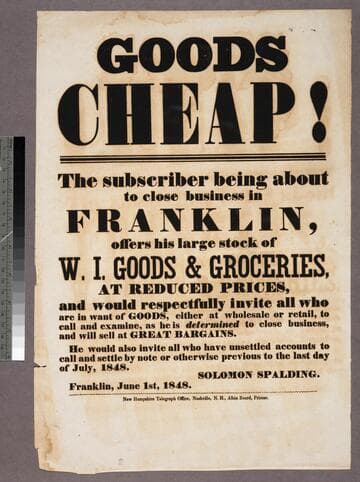 GOODS
CHEAP!
The subscriber being about
to close business in
FRANKLIN,
offers his large stock of
W. I. GOODS & GROCERIES,
AT REDUCED PRICES,
and would respectfully invite all who
are in want of GOODS, either at wholesale or retail, to
call and examine, as he is determined to close business,
and will sell at GREAT BARGAINS.
He would also invite all who have unsettled accounts to
call and settle by note or otherwise previous to the last day
of July, 1848.
SOLOMON SPALDING.
Franklin, June 1st, 1848.
New Hampshire Telegraph Office, Nashville, N. H., Albin Beard, Printer.